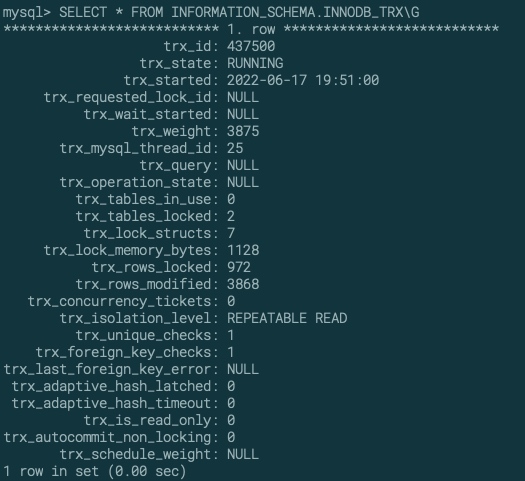 mysql> SELECT * FROM INFORMATION_SCHEMA.INNODB_TRX\G
*************************** 1. row ***************************
                    trx_id: 437500
                 trx_state: RUNNING
               trx_started: 2022-06-17 19:51:00
     trx_requested_lock_id: NULL
          trx_wait_started: NULL
                trx_weight: 3875
       trx_mysql_thread_id: 25
                 trx_query: NULL
       trx_operation_state: NULL
         trx_tables_in_use: 0
         trx_tables_locked: 2
          trx_lock_structs: 7
     trx_lock_memory_bytes: 1128
           trx_rows_locked: 972
         trx_rows_modified: 3868
   trx_concurrency_tickets: 0
       trx_isolation_level: REPEATABLE READ
         trx_unique_checks: 1
    trx_foreign_key_checks: 1
trx_last_foreign_key_error: NULL
 trx_adaptive_hash_latched: 0
 trx_adaptive_hash_timeout: 0
          trx_is_read_only: 0
trx_autocommit_non_locking: 0
       trx_schedule_weight: NULL
1 row in set (0.00 sec)